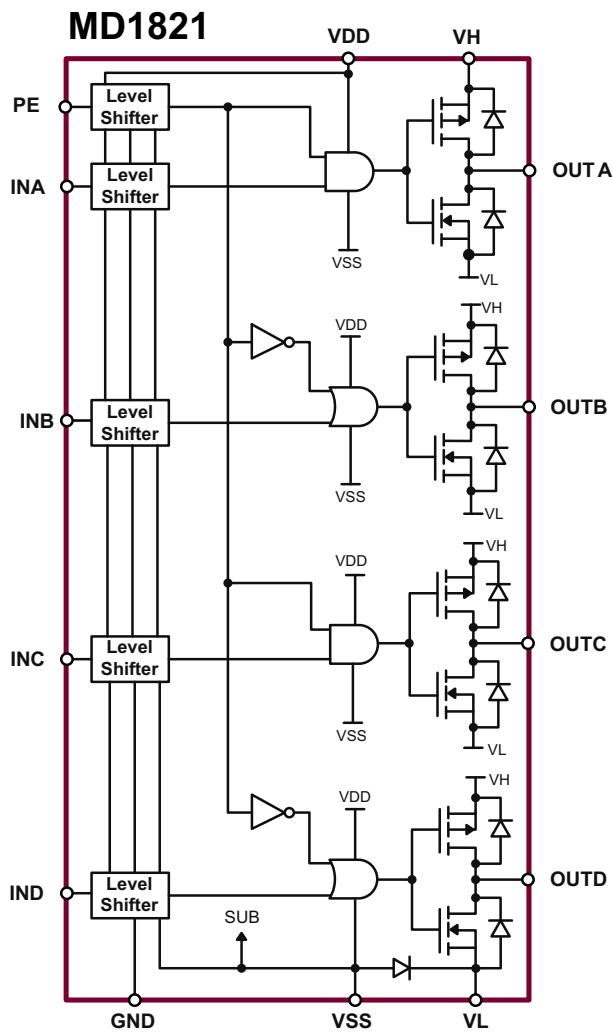 MD1821
VDD
VH
PE
Level
Shifter
INA
Level
Shifter
OUTA
VSS
VL
VH
VDD
INB
Level
Shifter
OUTB
VSS
VL
VH
VDD
INC
Level
Shifter
OUTC
VSS
VL
VH
VDD
IND
Level
Shifter
OUTD
SUB
GND
VSS
VL